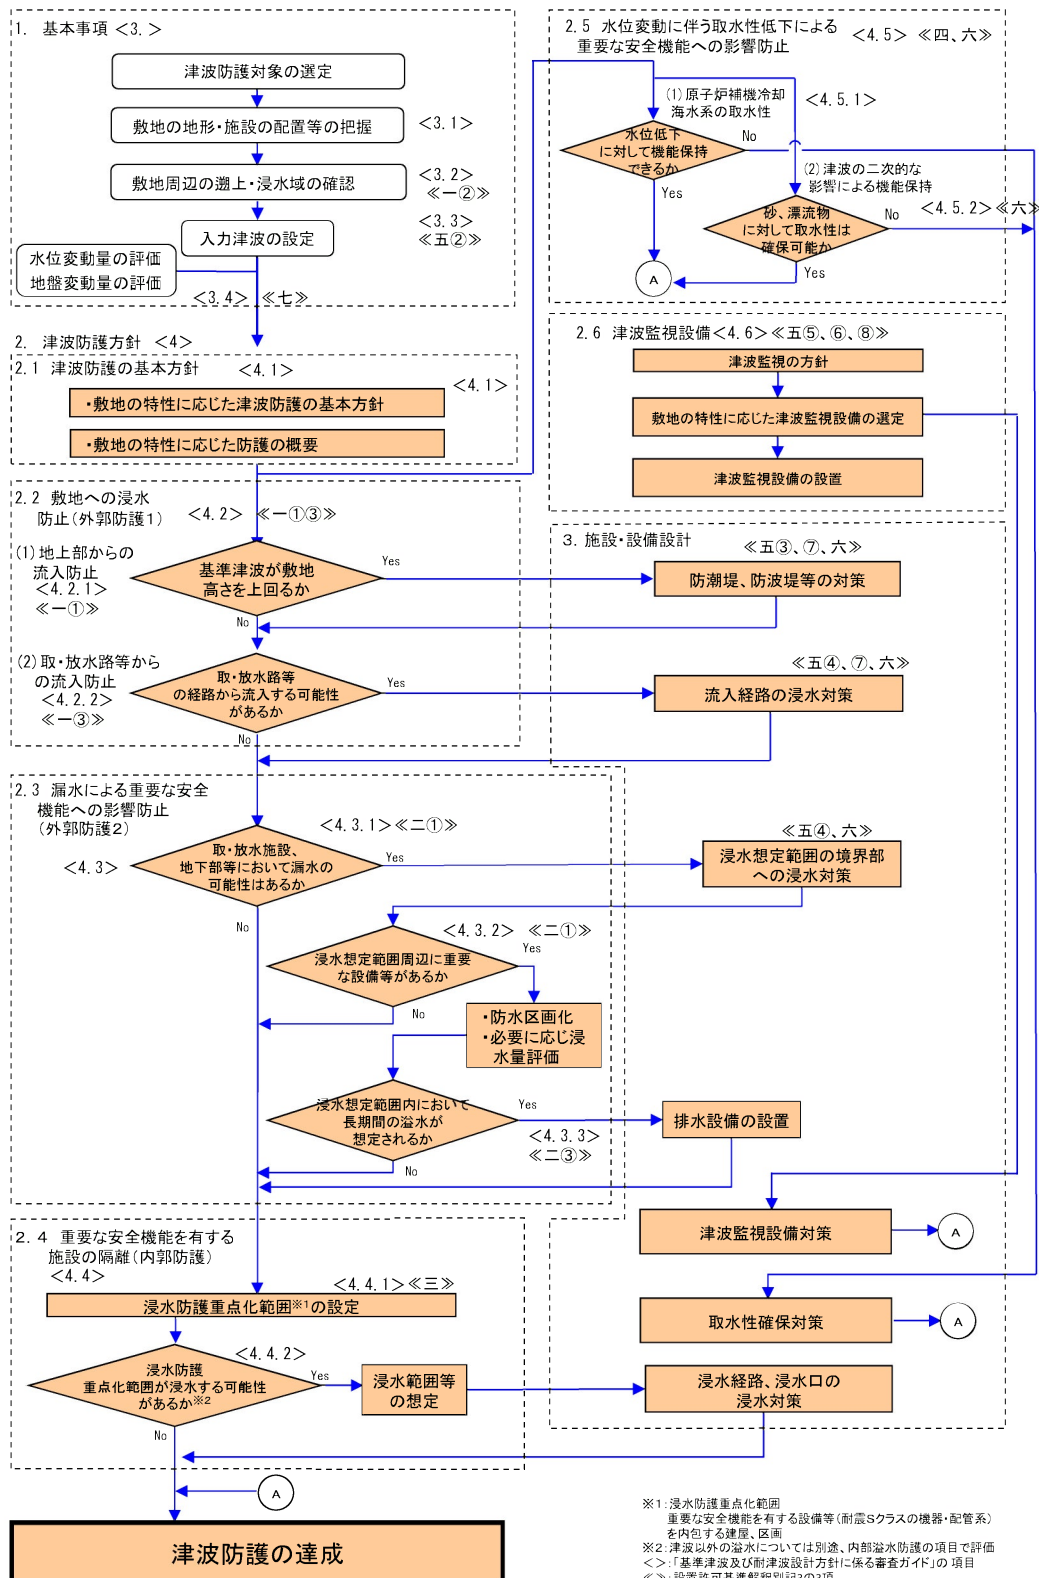 1. 基本事項 <3.>
津波防護対象の選定
敷地の地形・施設の配置等の把握
<3.1>
敷地周辺の遡上・浸水域の確認
<3.2>
≪一②≫
入力津波の設定
<3.3>
≪五②≫
水位変動量の評価
地盤変動量の評価
<3.4> ≪七≫
2. 津波防護方針 <4>
2.1 津波防護の基本方針 <4.1>
<4.1>
・敷地の特性に応じた津波防護の基本方針
・敷地の特性に応じた防護の概要
2.2 敷地への浸水
防止(外郭防護1)
<4.2> ≪一①③≫
(1)地上部からの
流入防止
<4.2.1>
≪一①≫
基準津波が敷地
高さを上回るか
Yes
No
(2)取・放水路等から
の流入防止
<4.2.2>
≪一③≫
取・放水路等
の経路から流入する可能性
があるか
Yes
No
2.3 漏水による重要な安全
機能への影響防止
(外郭防護2)
<4.3.1>≪二①≫
<4.3>
取・放水施設、
地下部等において漏水の
可能性はあるか
Yes
No
<4.3.2> ≪二①≫
浸水想定範囲周辺に重要
な設備等があるか
Yes
No
・防水区画化
・必要に応じ浸
水量評価
浸水想定範囲内において
長期間の溢水が
想定されるか
Yes
<4.3.3>
≪二③≫
No
2.4 重要な安全機能を有する
施設の隔離(内郭防護)
<4.4>
<4.4.1>≪三≫
浸水防護重点化範囲※1の設定
<4.4.2>
浸水防護
重点化範囲が浸水する可能性
があるか※2
Yes
No
浸水範囲等
の想定
A
津波防護の達成
2.5 水位変動に伴う取水性低下による
重要な安全機能への影響防止
<4.5> ≪四、六≫
(1)原子炉補機冷却
海水系の取水性
<4.5.1>
水位低下
に対して機能保持
できるか
No
Yes
(2)津波の二次的な
影響による機能保持
砂、漂流物
に対して取水性は
確保可能か
No
<4.5.2>≪六≫
Yes
A
2.6 津波監視設備<4.6>≪五⑤、⑥、⑧≫
津波監視の方針
敷地の特性に応じた津波監視設備の選定
津波監視設備の設置
3. 施設・設備設計
≪五③、⑦、六≫
防潮堤、防波堤等の対策
≪五④、⑦、六≫
流入経路の浸水対策
≪五④、六≫
浸水想定範囲の境界部
への浸水対策
排水設備の設置
津波監視設備対策
A
取水性確保対策
A
浸水経路、浸水口の
浸水対策
※1:浸水防護重点化範囲
重要な安全機能を有する設備等(耐震Sクラスの機器・配管系)
を内包する建屋、区画
※2:津波以外の溢水については別途、内部溢水防護の項目で評価
<>:「基準津波及び耐津波設計方針に係る審査ガイド」の項目
≪≫:設置許可基準解釈別記3の3項